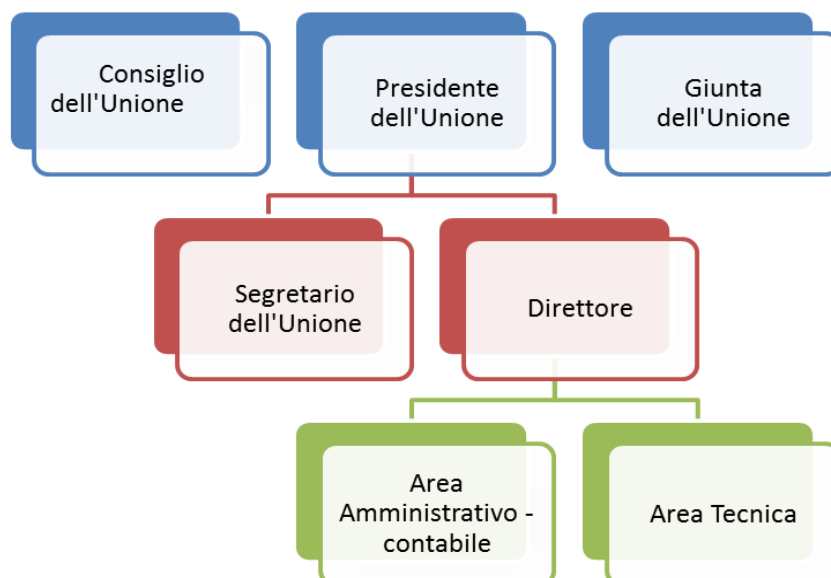 Consiglio
dell'Unione
Presidente
dell'Unione
Giunta
dell'Unione
Segretario
dell'Unione
Direttore
Area
Amministrativo -
contabile
Area Tecnica